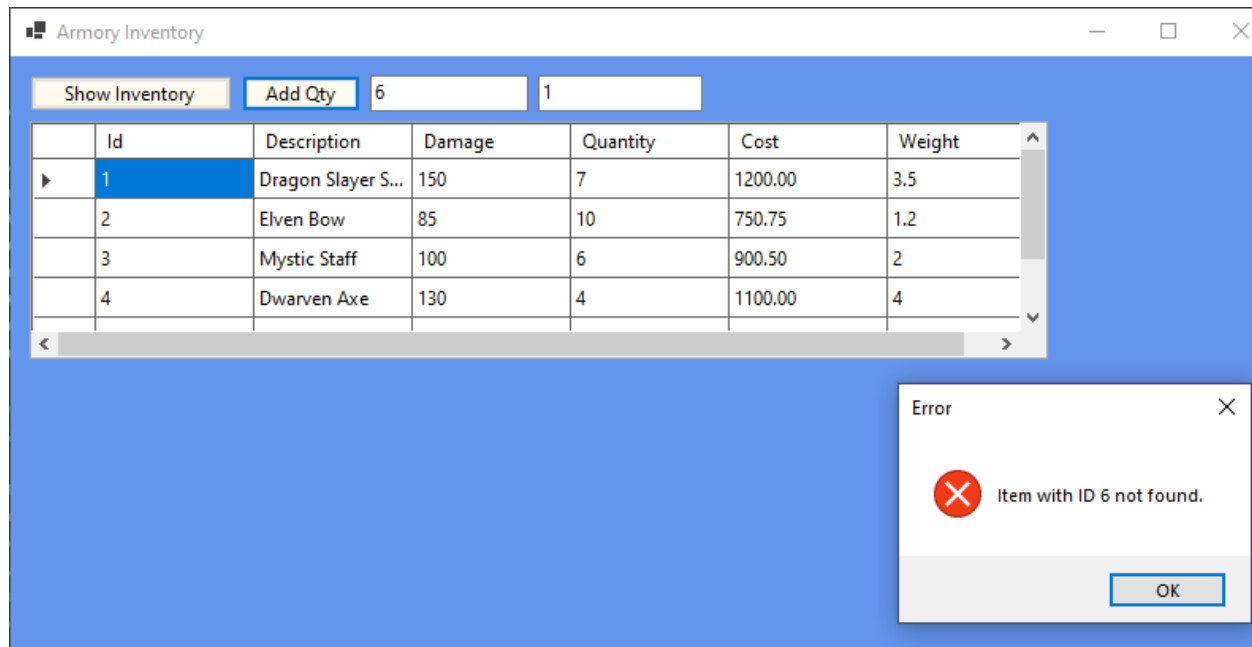 Armory Inventory
Show Inventory Add Qty 6 1
Id Description Damage Quantity Cost Weight
1 Dragon Slayer S... 150 7 1200.00 3.5
2 Elven Bow 85 10 750.75 1.2
3 Mystic Staff 100 6 900.50 2
4 Dwarven Axe 130 4 1100.00 4
Error
Item with ID 6 not found.
OK